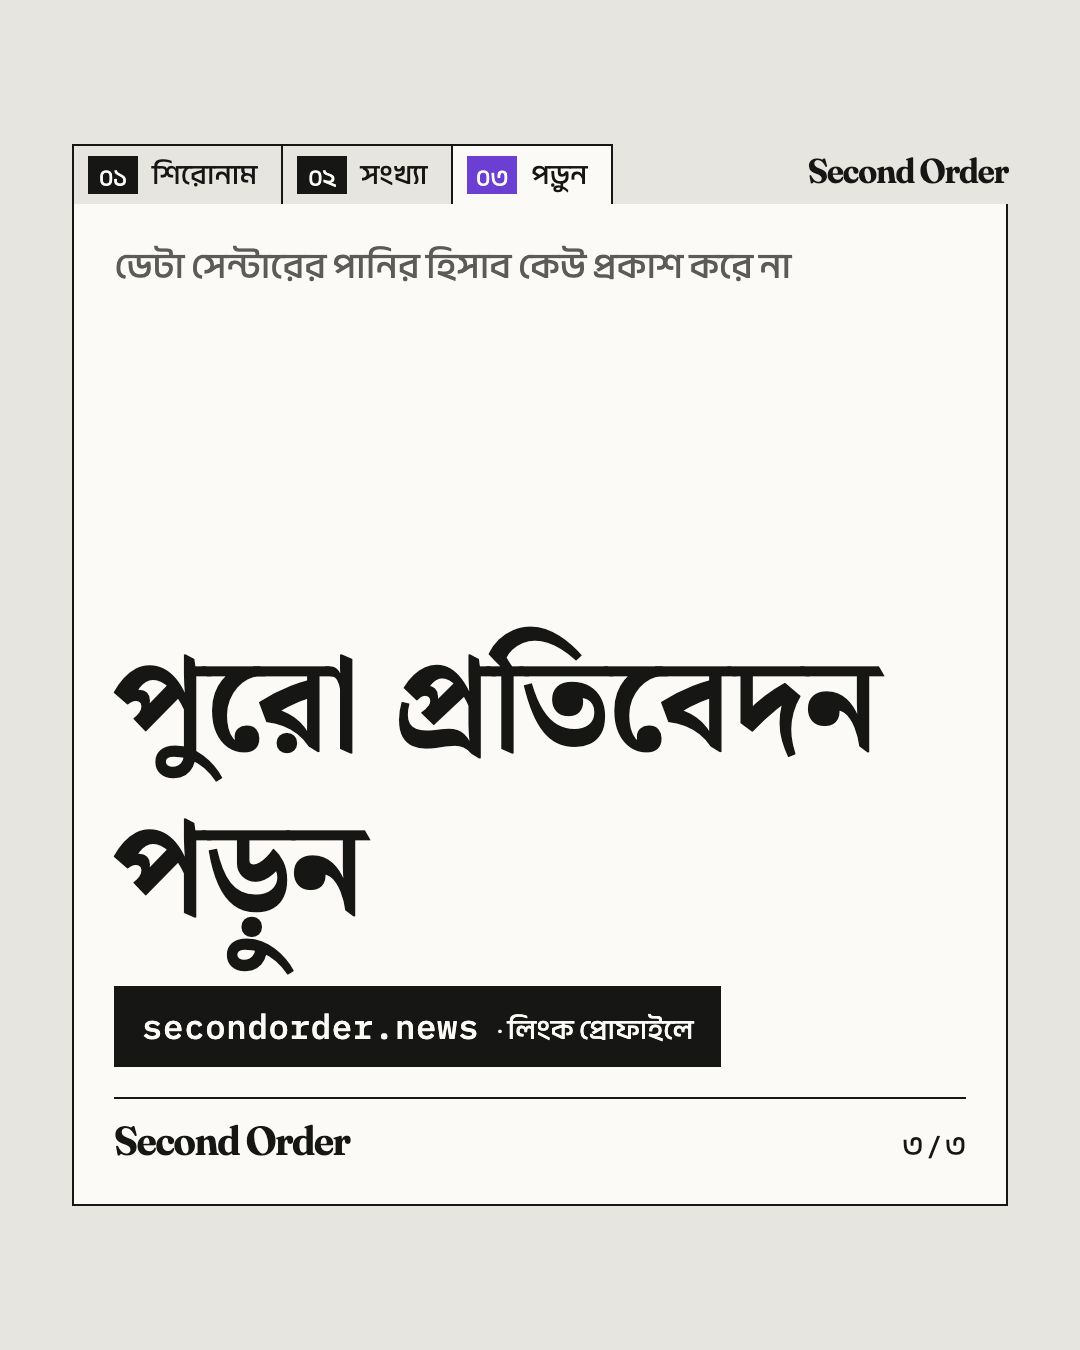 ০১ শিরোনাম ০২ সংখ্যা ০৩ পড়ুন Second Order
ডেটা সেন্টারের পানির হিসাব কেউ প্রকাশ করে না
পুরো প্রতিবেদন
পড়ুন
secondorder.news · লিংক প্রোফাইলে
Second Order ৩ / ৩